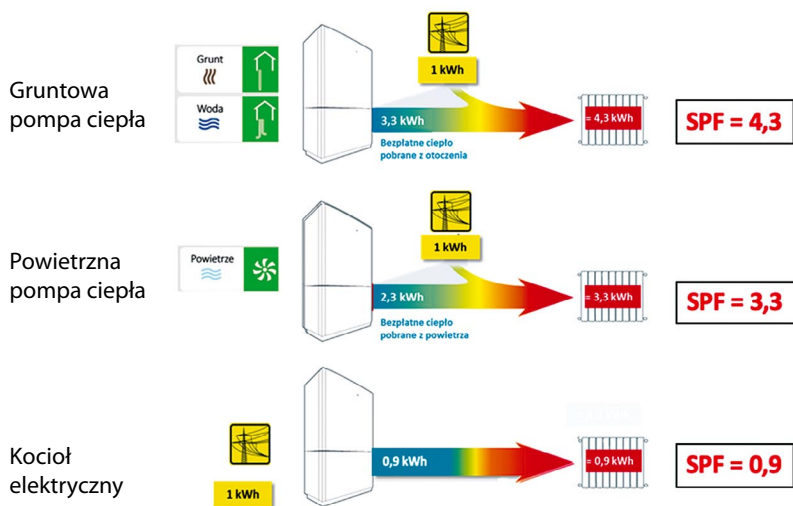 Gruntowa
pompa ciepła
Grunt
Woda
1 kWh
3,3 kWh
Bezpłatne ciepło
pobrane z otoczenia
= 4,3 kWh
SPF = 4,3
Powietrzna
pompa ciepła
Powietrze
1 kWh
2,3 kWh
Bezpłatne ciepło
pobrane z powietrza
= 3,3 kWh
SPF = 3,3
Kocioł
elektryczny
1 kWh
0,9 kWh
= 0,9 kWh
SPF = 0,9